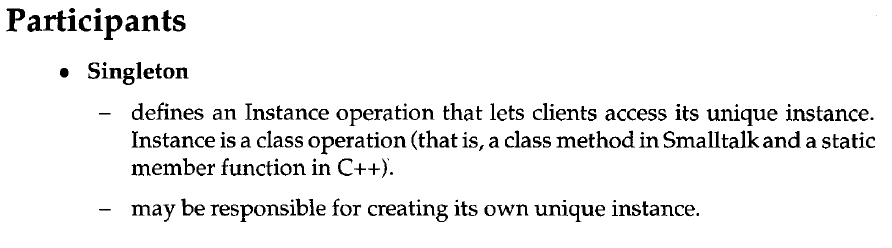 Participants
• Singleton
– defines an Instance operation that lets clients access its unique instance.
Instance is a class operation (that is, a class method in Smalltalk and a static
member function in C++).
– may be responsible for creating its own unique instance.